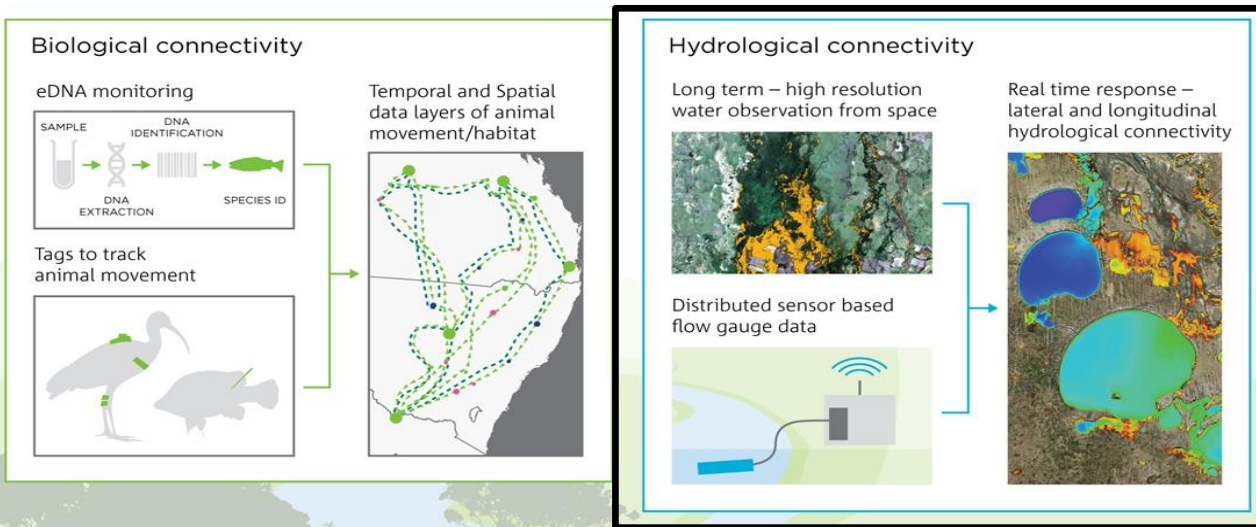 Biological connectivity
eDNA monitoring
SAMPLE
DNA
IDENTIFICATION
DNA
EXTRACTION
SPECIES ID
Tags to track
animal movement
Temporal and Spatial
data layers of animal
movement/habitat
Hydrological connectivity
Long term – high resolution
water observation from space
Distributed sensor based
flow gauge data
Real time response –
lateral and longitudinal
hydrological connectivity